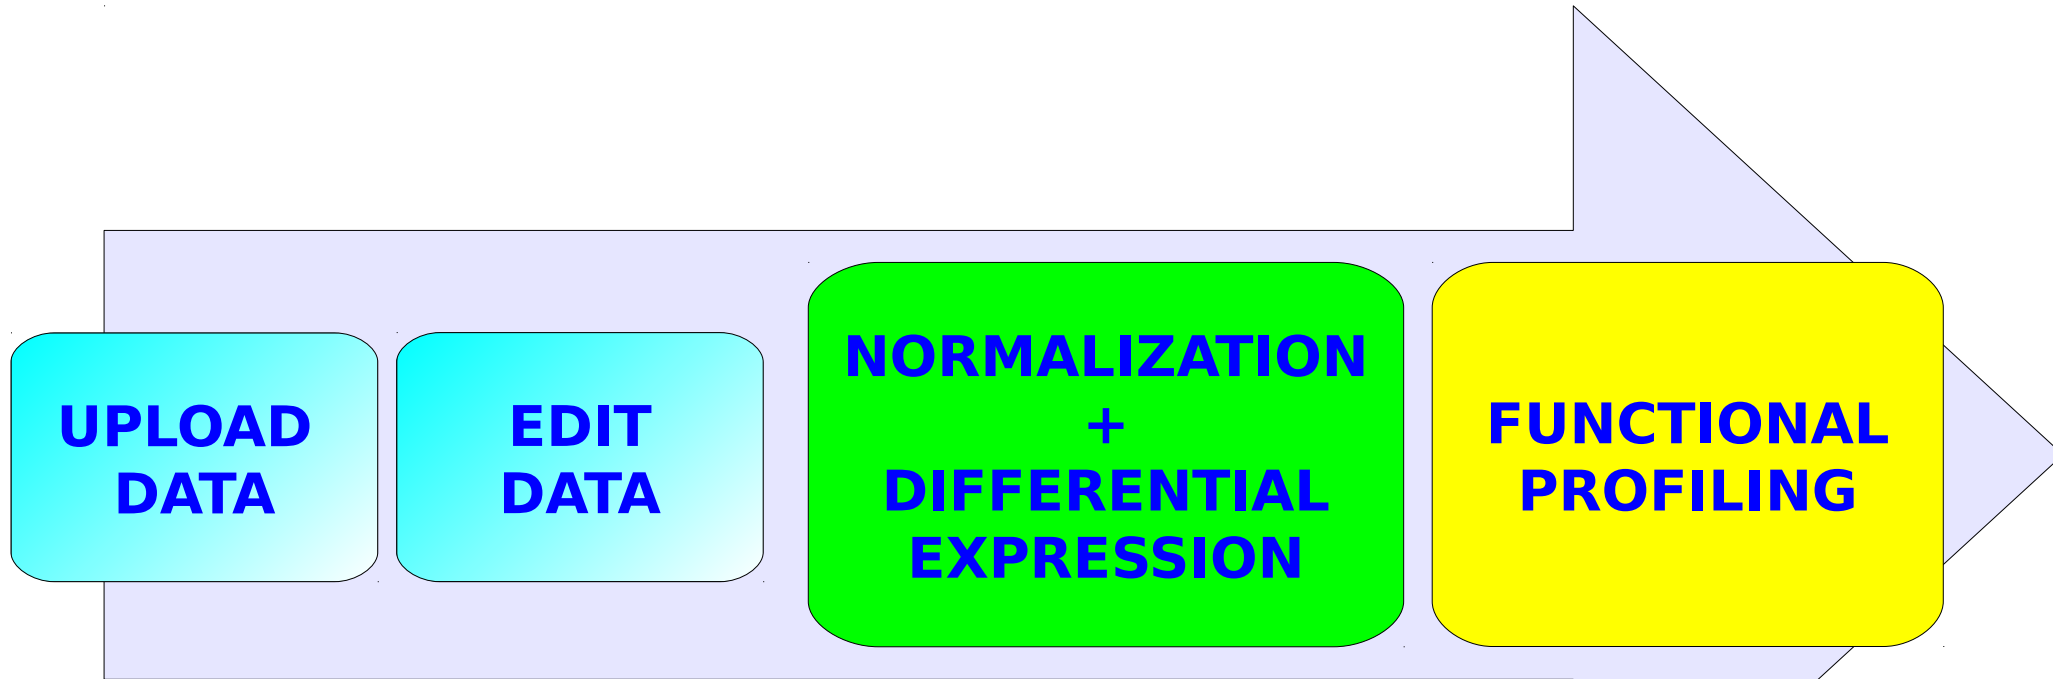 UPLOAD
DATA
EDIT
DATA
NORMALIZATION
+
DIFFERENTIAL
EXPRESSION
FUNCTIONAL
PROFILING